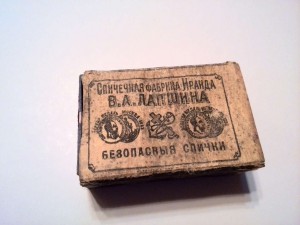 СПИЧЕЧНАЯ ФАБРИКА ИРАИДА
В.А.ЛАПШИНА
БЕЗОПАСНЫЯ СПИЧКИ